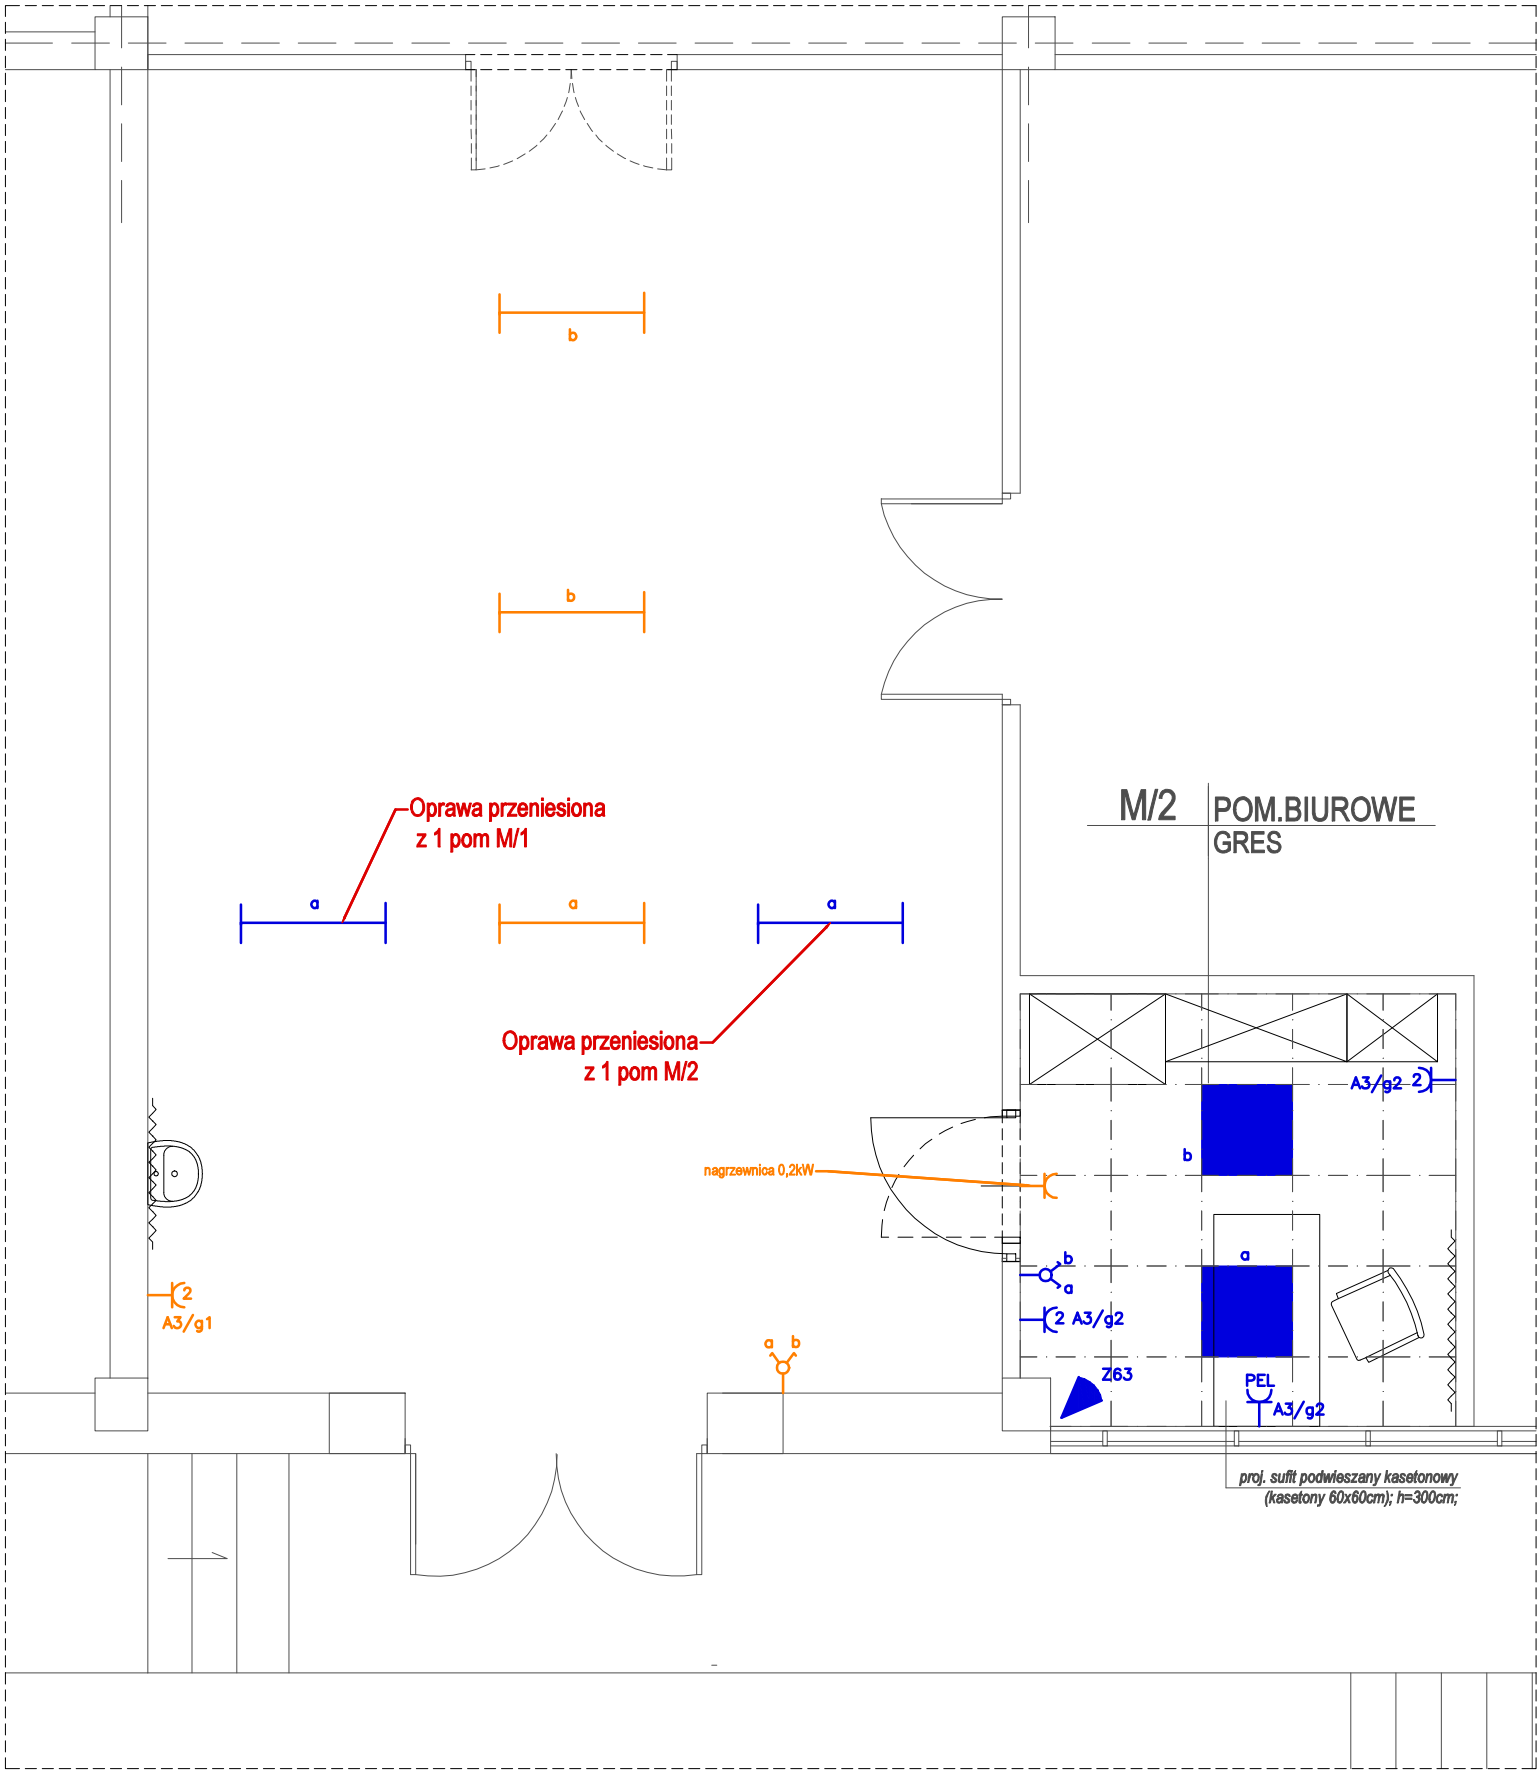 b
b
Oprawa przeniesiona
z 1 pom M/1
M/2
POM.BIUROWE
GRES
a
a
a
Oprawa przeniesiona
z 1 pom M/2
A3/g2 2
b
nagrzewnica 0,2kW
a
b
a
2
A3/g1
2 A3/g2
a b
Z63
PEL
A3/g2
proj. sufit podwieszany kasetonowy
(kasetony 60x60cm); h=300cm;